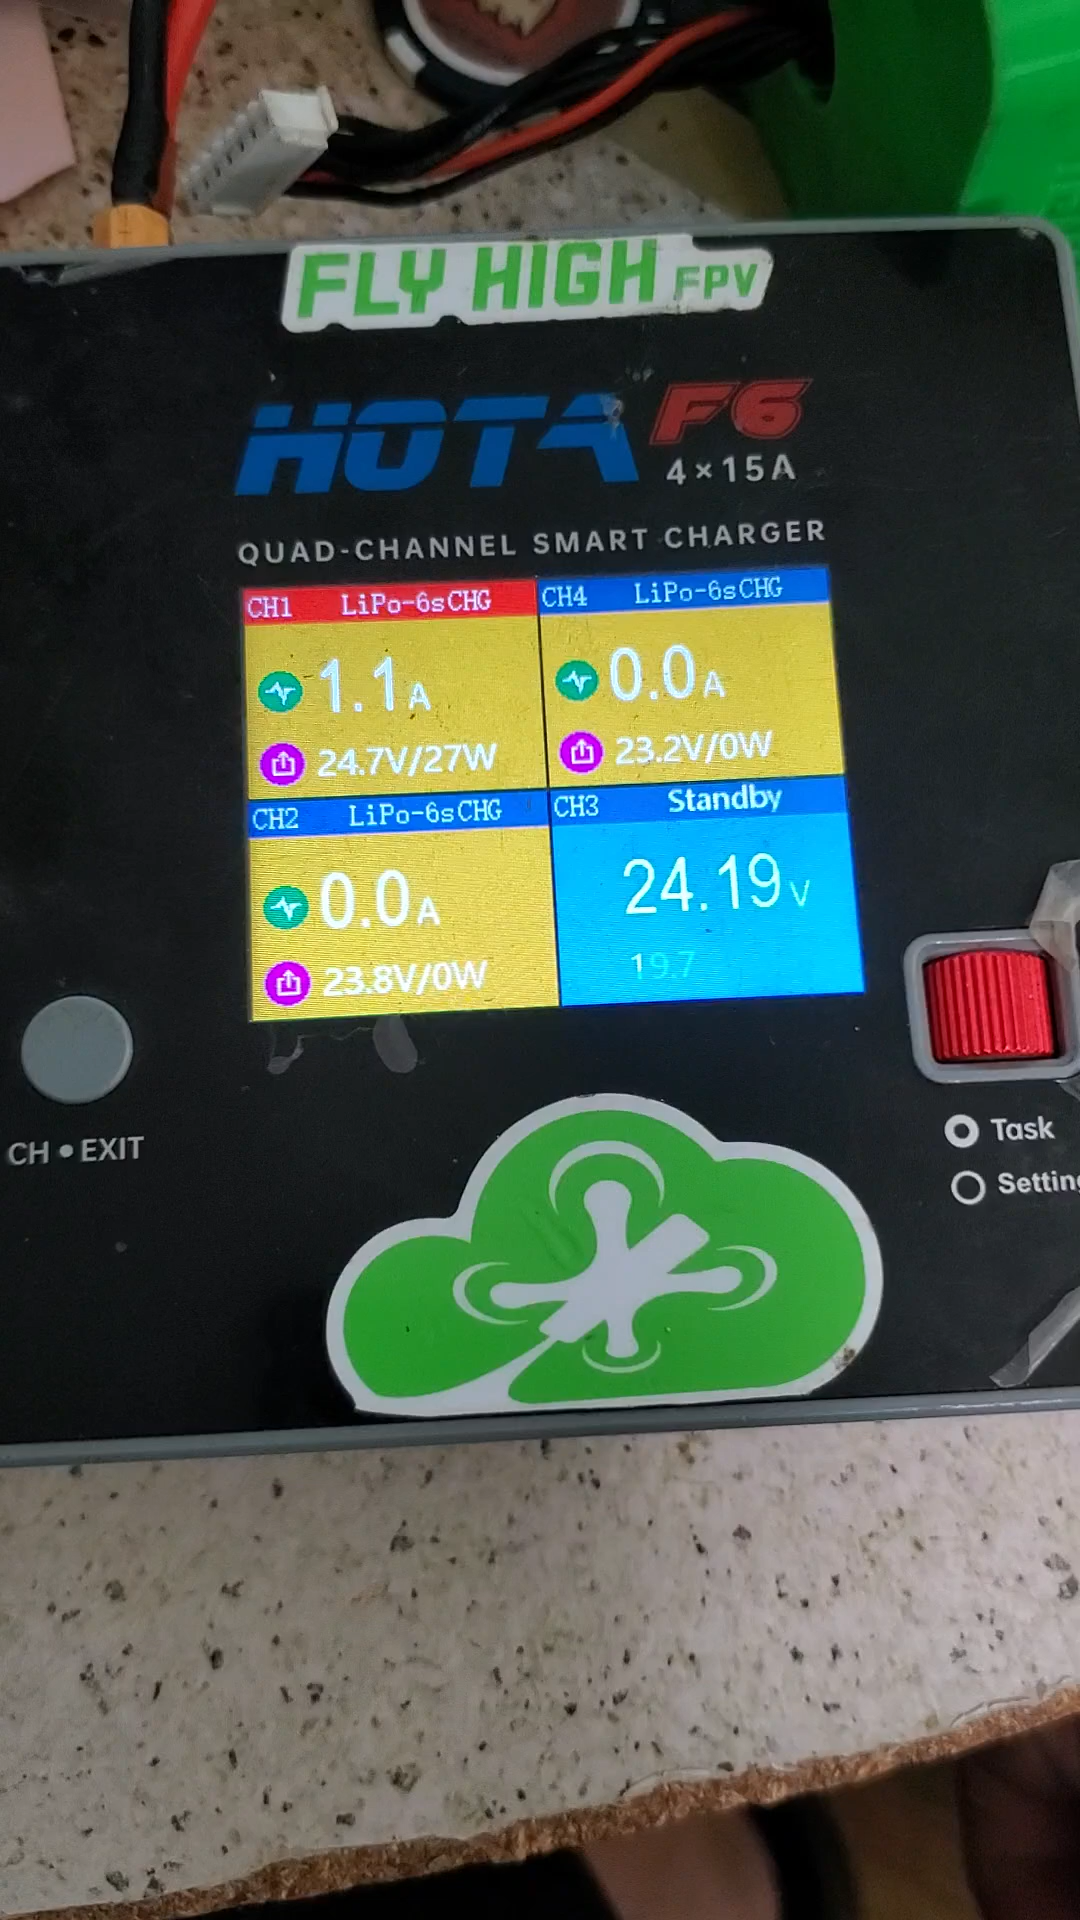 FLY HIGH FPV
HOTA F6
4×15A
QUAD-CHANNEL SMART CHARGER
CH1 LiPo-6sCHG
1.1A
24.7V/27W
CH4 LiPo-6sCHG
0.0A
23.2V/0W
CH2 LiPo-6sCHG
0.0A
23.8V/0W
CH3 Standby
24.19V
19.7
CH•EXIT
Task